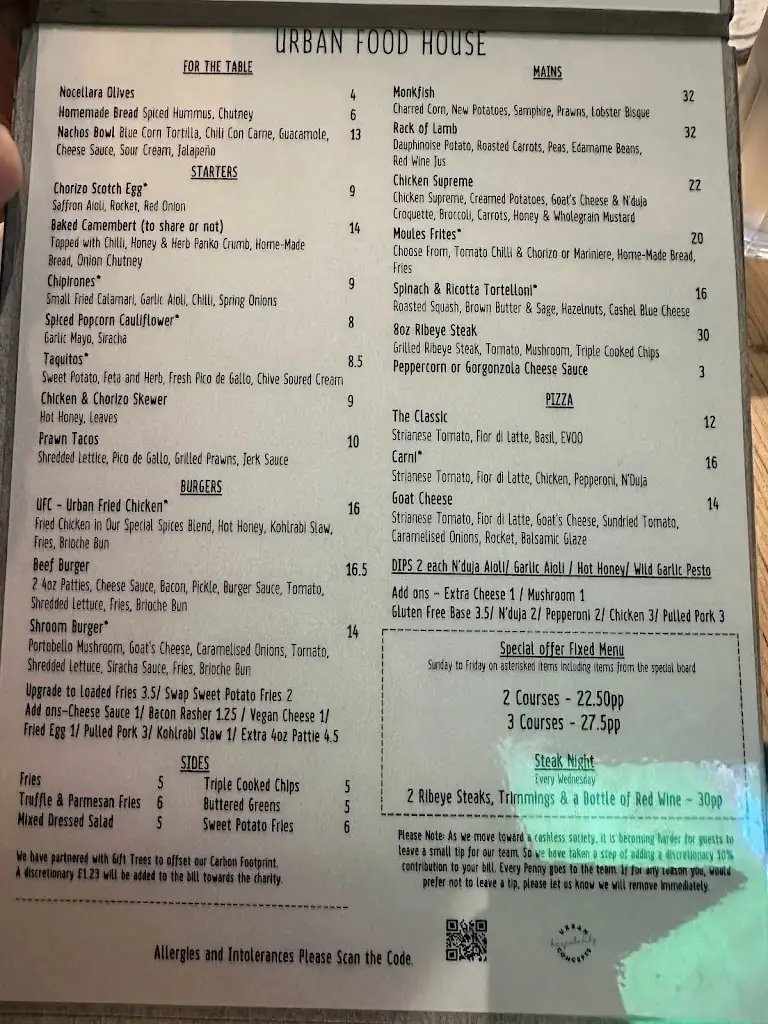 URBAN FOOD HOUSE
FOR THE TABLE
Nocellara Olives 4
Homemade Bread Spiced Hummus, Chutney 6
Nachos Bowl Blue Corn Tortilla, Chili Con Carne, Guacamole, 13
Cheese Sauce, Sour Cream, Jalapeño
STARTERS
Chorizo Scotch Egg* 9
Saffron Aioli, Rocket, Red Onion
Baked Camembert (to share or not) 14
Topped with Chilli, Honey & Herb Panko Crumb, Home-Made
Bread, Onion Chutney
Chipirones* 9
Small Fried Calamari, Garlic Aioli, Chilli, Spring Onions
Spiced Popcorn Cauliflower* 8
Garlic Mayo, Siracha
Taquitos* 8.5
Sweet Potato, Feta and Herb, Fresh Pico de Gallo, Chive Soured Cream
Chicken & Chorizo Skewer 9
Hot Honey, Leaves
Prawn Tacos 10
Shredded Lettice, Pico de Gallo, Grilled Prawns, Jerk Sauce
BURGERS
UFC - Urban Fried Chicken* 16
Fried Chicken in Our Special Spices Blend, Hot Honey, Kohlrabi Slaw,
Fries, Brioche Bun
Beef Burger 16.5
2 4oz Patties, Cheese Sauce, Bacon, Pickle, Burger Sauce, Tomato,
Shredded Lettuce, Fries, Brioche Bun
Shroom Burger* 14
Portobello Mushroom, Goat's Cheese, Caramelised Onions, Tomato,
Shredded Lettuce, Siracha Sauce, Fries, Brioche Bun
Upgrade to Loaded Fries 3.5/ Swap Sweet Potato Fries 2
Add ons-Cheese Sauce 1/ Bacon Rasher 1.25 / Vegan Cheese 1/
Fried Egg 1/ Pulled Pork 3/ Kohlrabi Slaw 1/ Extra 4oz Pattie 4.5
SIDES
Fries 5 Triple Cooked Chips 5
Truffle & Parmesan Fries 6 Buttered Greens 5
Mixed Dressed Salad 5 Sweet Potato Fries 6
We have partnered with Gift Trees to offset our Carbon Footprint.
A discretionary £1.23 will be added to the bill towards the charity.
MAINS
Monkfish 32
Charred Corn, New Potatoes, Samphire, Prawns, Lobster Bisque
Rack of Lamb 32
Dauphinoise Potato, Roasted Carrots, Peas, Edamame Beans,
Red Wine Jus
Chicken Supreme 22
Chicken Supreme, Creamed Potatoes, Goat's Cheese & N'duja
Croquette, Broccoli, Carrots, Honey & Wholegrain Mustard
Moules Frites* 20
Choose From, Tomato Chilli & Chorizo or Mariniere, Home-Made Bread,
Fries
Spinach & Ricotta Tortelloni* 16
Roasted Squash, Brown Butter & Sage, Hazelnuts, Cashel Blue Cheese
8oz Ribeye Steak 30
Grilled Ribeye Steak, Tomato, Mushroom, Triple Cooked Chips
Peppercorn or Gorgonzola Cheese Sauce 3
PIZZA
The Classic 12
Strianese Tomato, Fior di Latte, Basil, EVOO
Carni* 16
Strianese Tomato, Fior di Latte, Chicken, Pepperoni, N'Duja
Goat Cheese 14
Strianese Tomato, Fior di Latte, Goat's Cheese, Sundried Tomato,
Caramelised Onions, Rocket, Balsamic Glaze
DIPS 2 each N'duja Aioli/ Garlic Aioli / Hot Honey/ Wild Garlic Pesto
Add ons - Extra Cheese 1 / Mushroom 1
Gluten Free Base 3.5/ N'duja 2/ Pepperoni 2/ Chicken 3/ Pulled Pork 3
Special offer Fixed Menu
Sunday to Friday on asterisked items including items from the special board
2 Courses - 22.50pp
3 Courses - 27.5pp
Steak Night
Every Wednesday
2 Ribeye Steaks, Trimmings & a Bottle of Red Wine - 30pp
Please Note: As we move toward a cashless society, it is becoming harder for guests to
leave a small tip for our team. So we have taken a step of adding a discretionary 10%
contribution to your bill. Every Penny goes to the team. If for any reason you, would
prefer not to leave a tip, please let us know we will remove immediately.
Allergies and Intolerances Please Scan the Code.
URBAN
hospitality
CONCEPTS